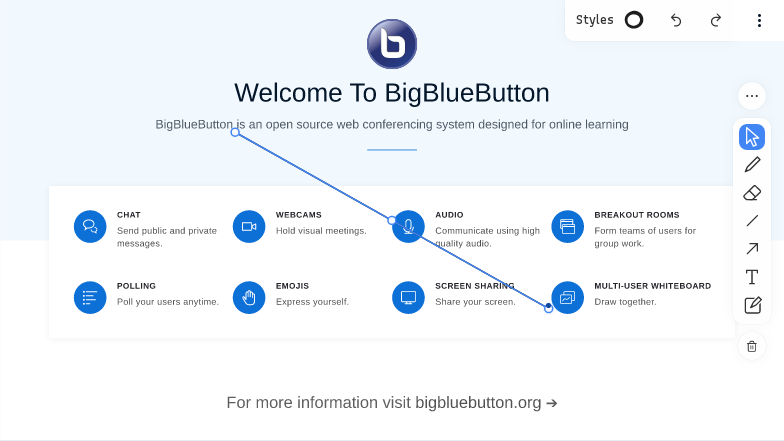 Styles
Welcome To BigBlueButton
BigBlueButton is an open source web conferencing system designed for online learning
CHAT
Send public and private
messages.
WEBCAMS
Hold visual meetings.
AUDIO
Communicate using high
quality audio.
BREAKOUT ROOMS
Form teams of users for
group work.
POLLING
Poll your users anytime.
EMOJIS
Express yourself.
SCREEN SHARING
Share your screen.
MULTI-USER WHITEBOARD
Draw together.
For more information visit bigbluebutton.org →